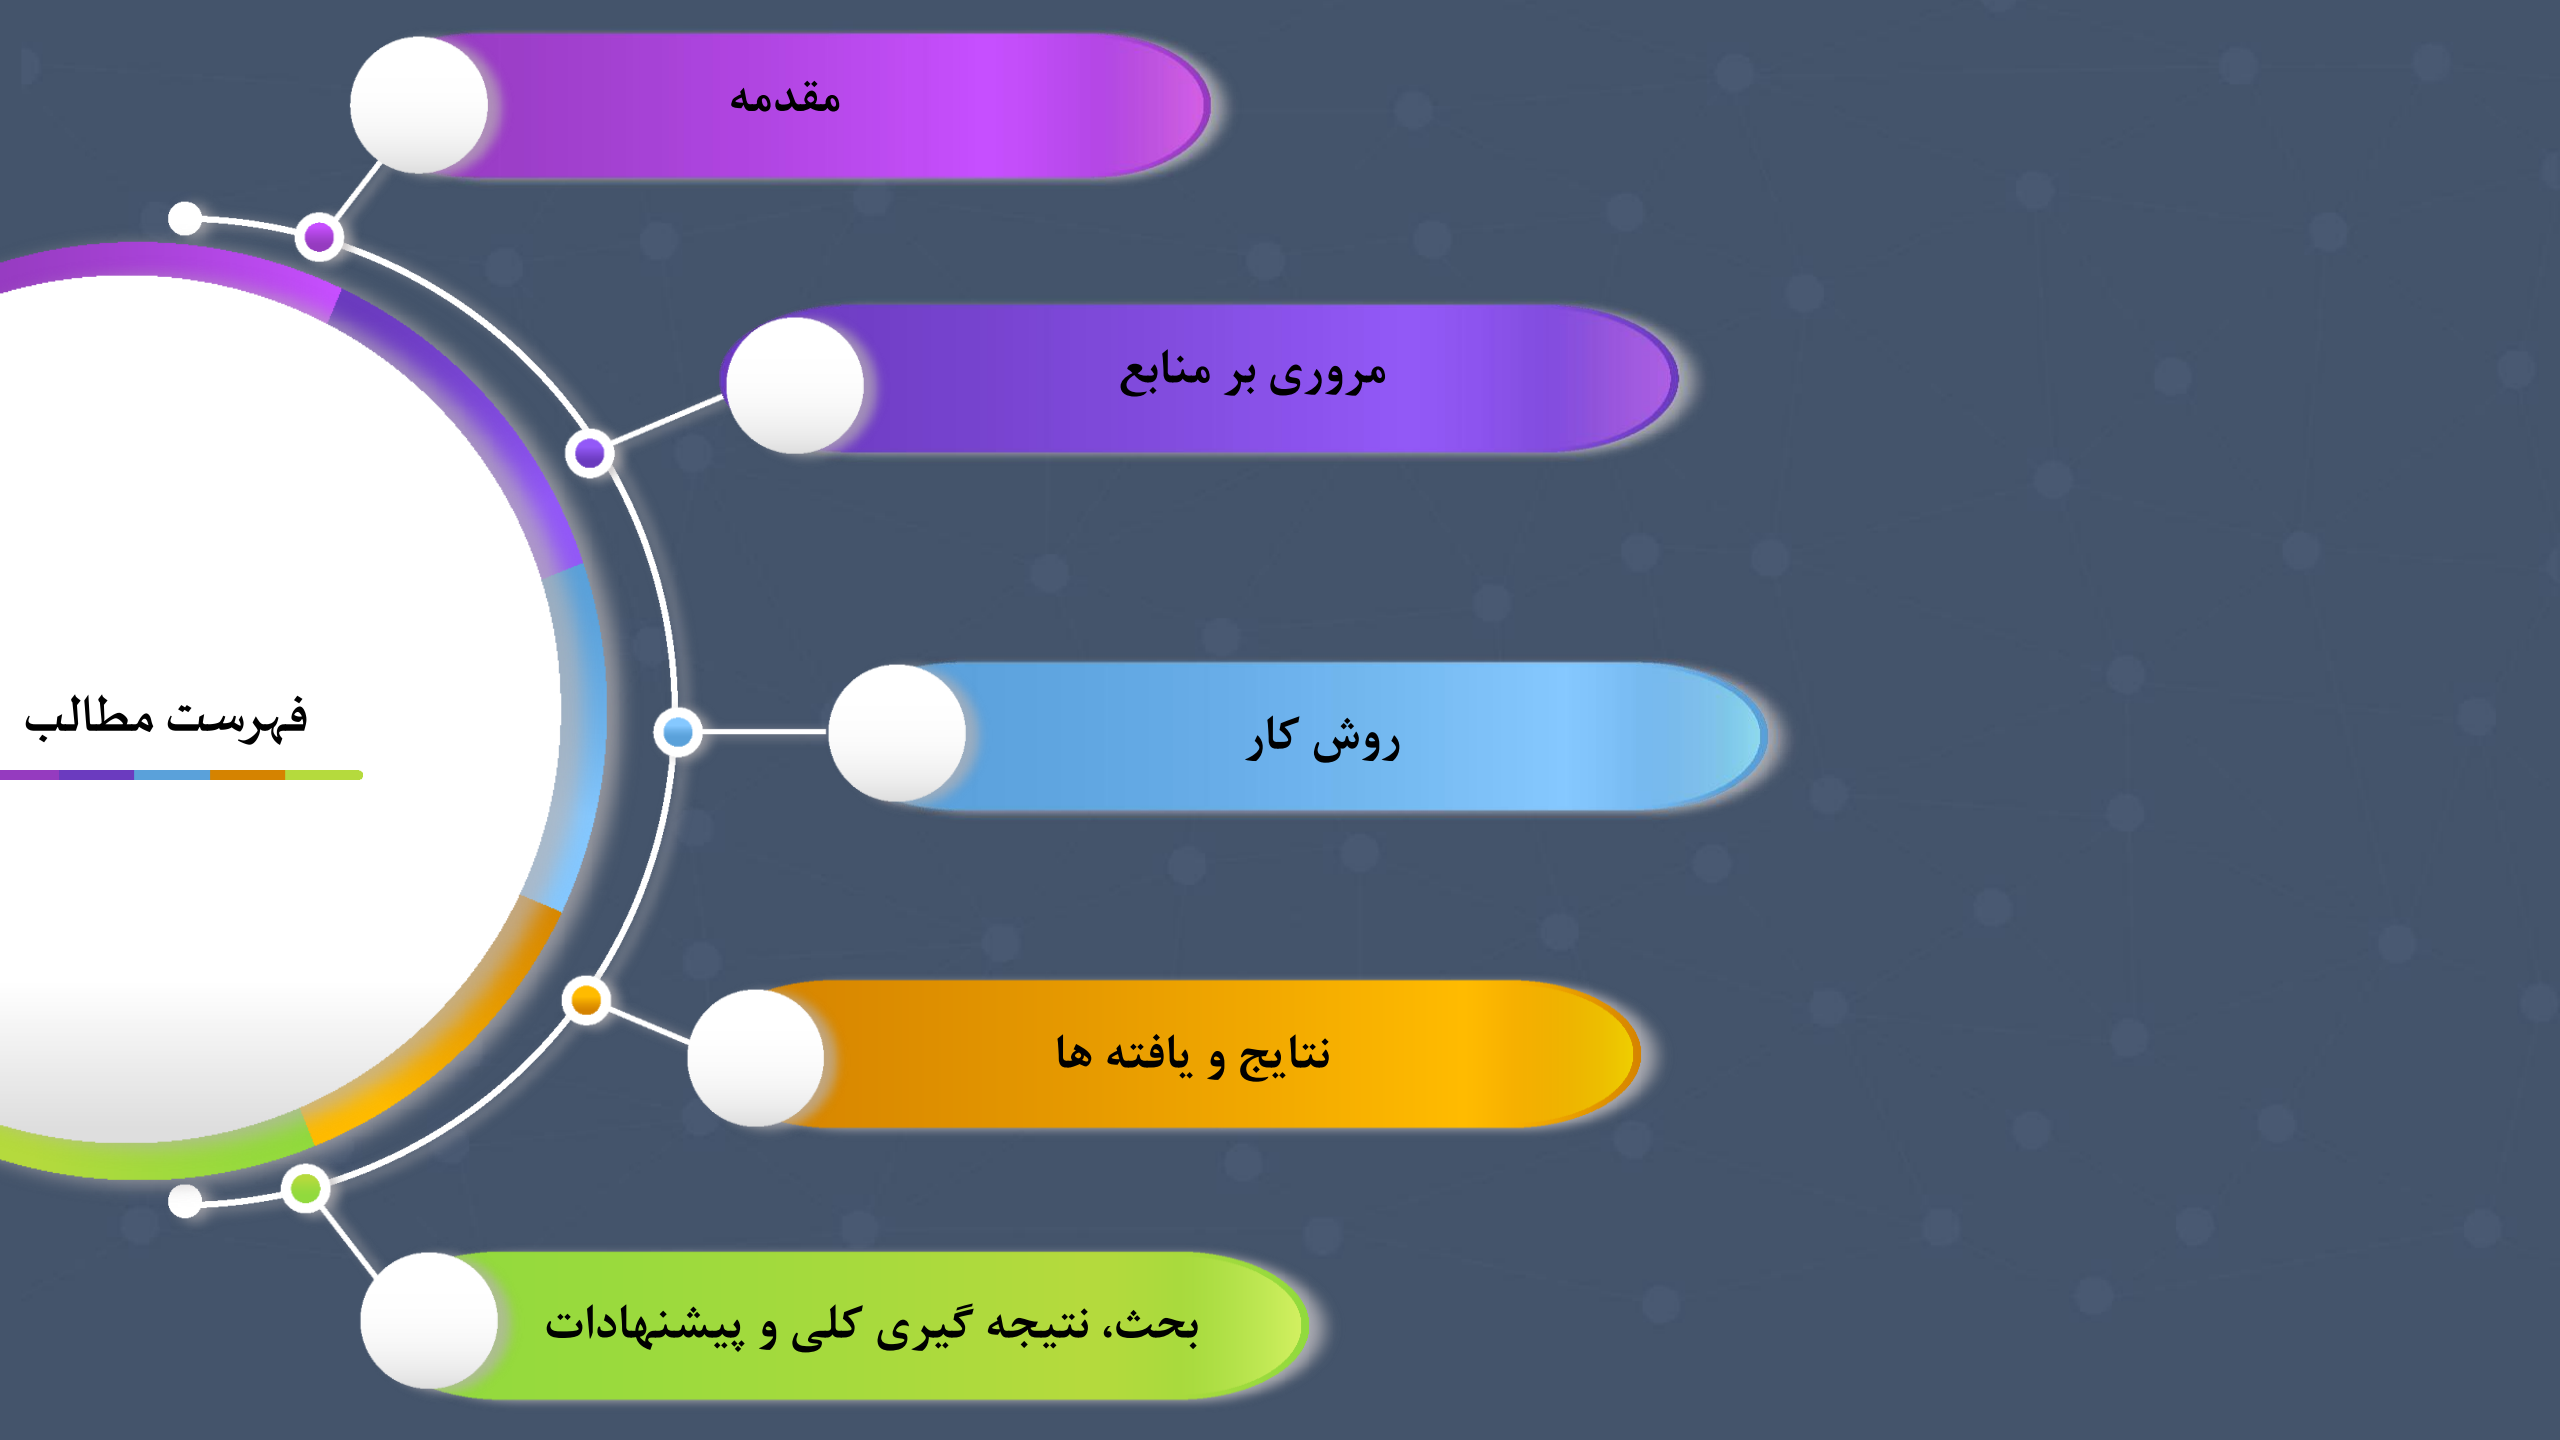 فهرست مطالب
مقدمه
مروری بر منابع
روش کار
نتایج و یافته ها
بحث، نتیجه گیری کلی و پیشنهادات